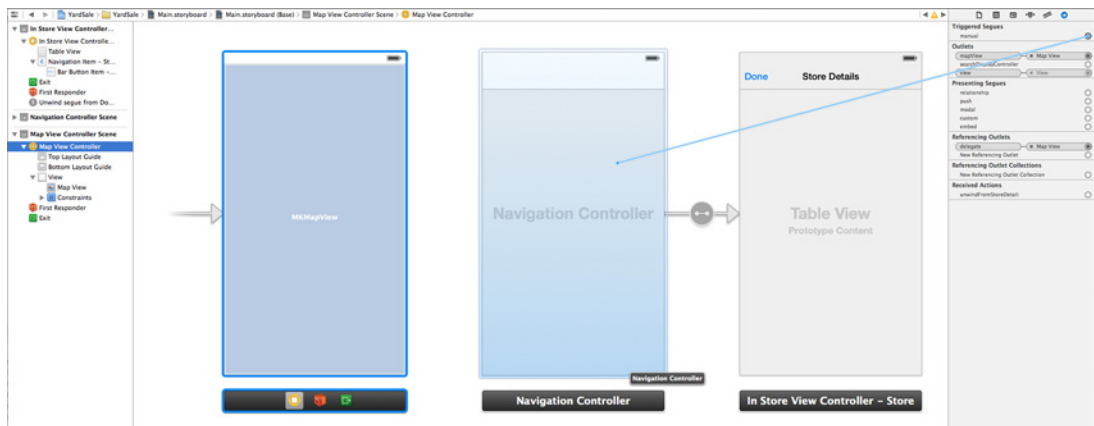 YardSale
YardSale
Main.storyboard
Main.storyboard (Base)
Map View Controller Scene
Map View Controller
In Store View Controller...
In Store View Controlle...
Table View
Navigation Item - St...
Bar Button Item -...
Exit
First Responder
Unwind segue from Do...
Navigation Controller Scene
Map View Controller Scene
Map View Controller
Top Layout Guide
Bottom Layout Guide
View
Map View
Constraints
First Responder
Exit
MKMapView
Navigation Controller
Navigation Controller
Navigation Controller
Done Store Details
Table View
Prototype Content
In Store View Controller – Store
Triggered Segues
manual
Outlets
mapView Map View
searchDisplayController
view View
Presenting Segues
relationship
push
modal
custom
embed
Referencing Outlets
delegate Map View
New Referencing Outlet
Referencing Outlet Collections
New Referencing Outlet Collection
Received Actions
unwindFromStoreDetail: